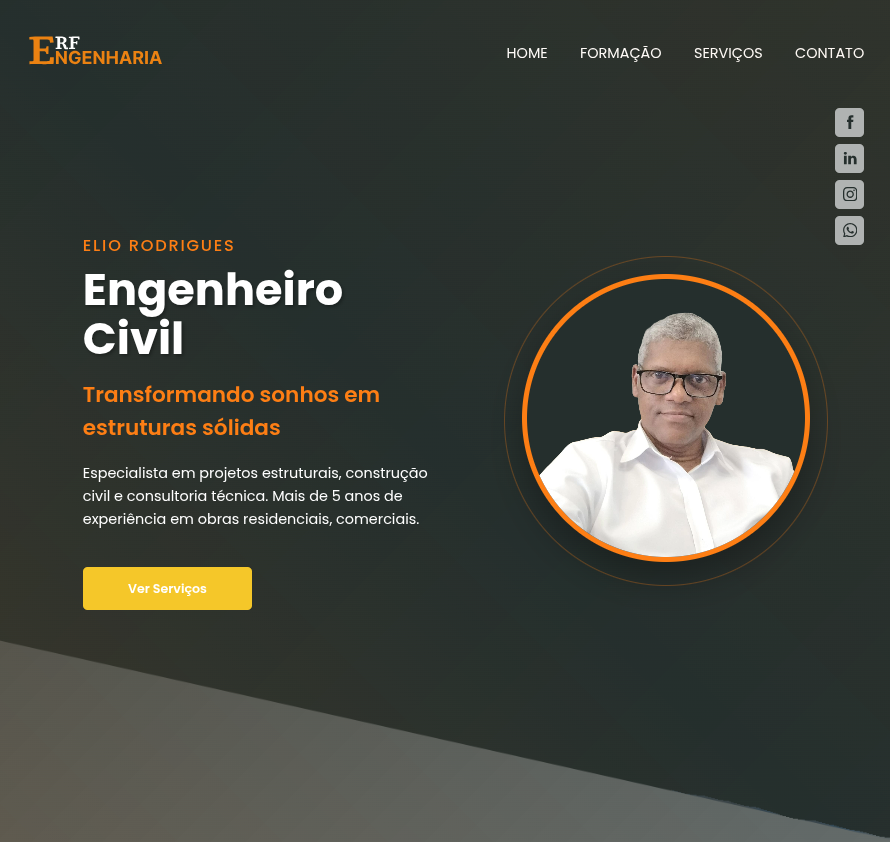 ERF
ENGENHARIA
HOME FORMAÇÃO SERVIÇOS CONTATO
ELIO RODRIGUES
Engenheiro
Civil
Transformando sonhos em
estruturas sólidas
Especialista em projetos estruturais, construção
civil e consultoria técnica. Mais de 5 anos de
experiência em obras residenciais, comerciais.
Ver Serviços